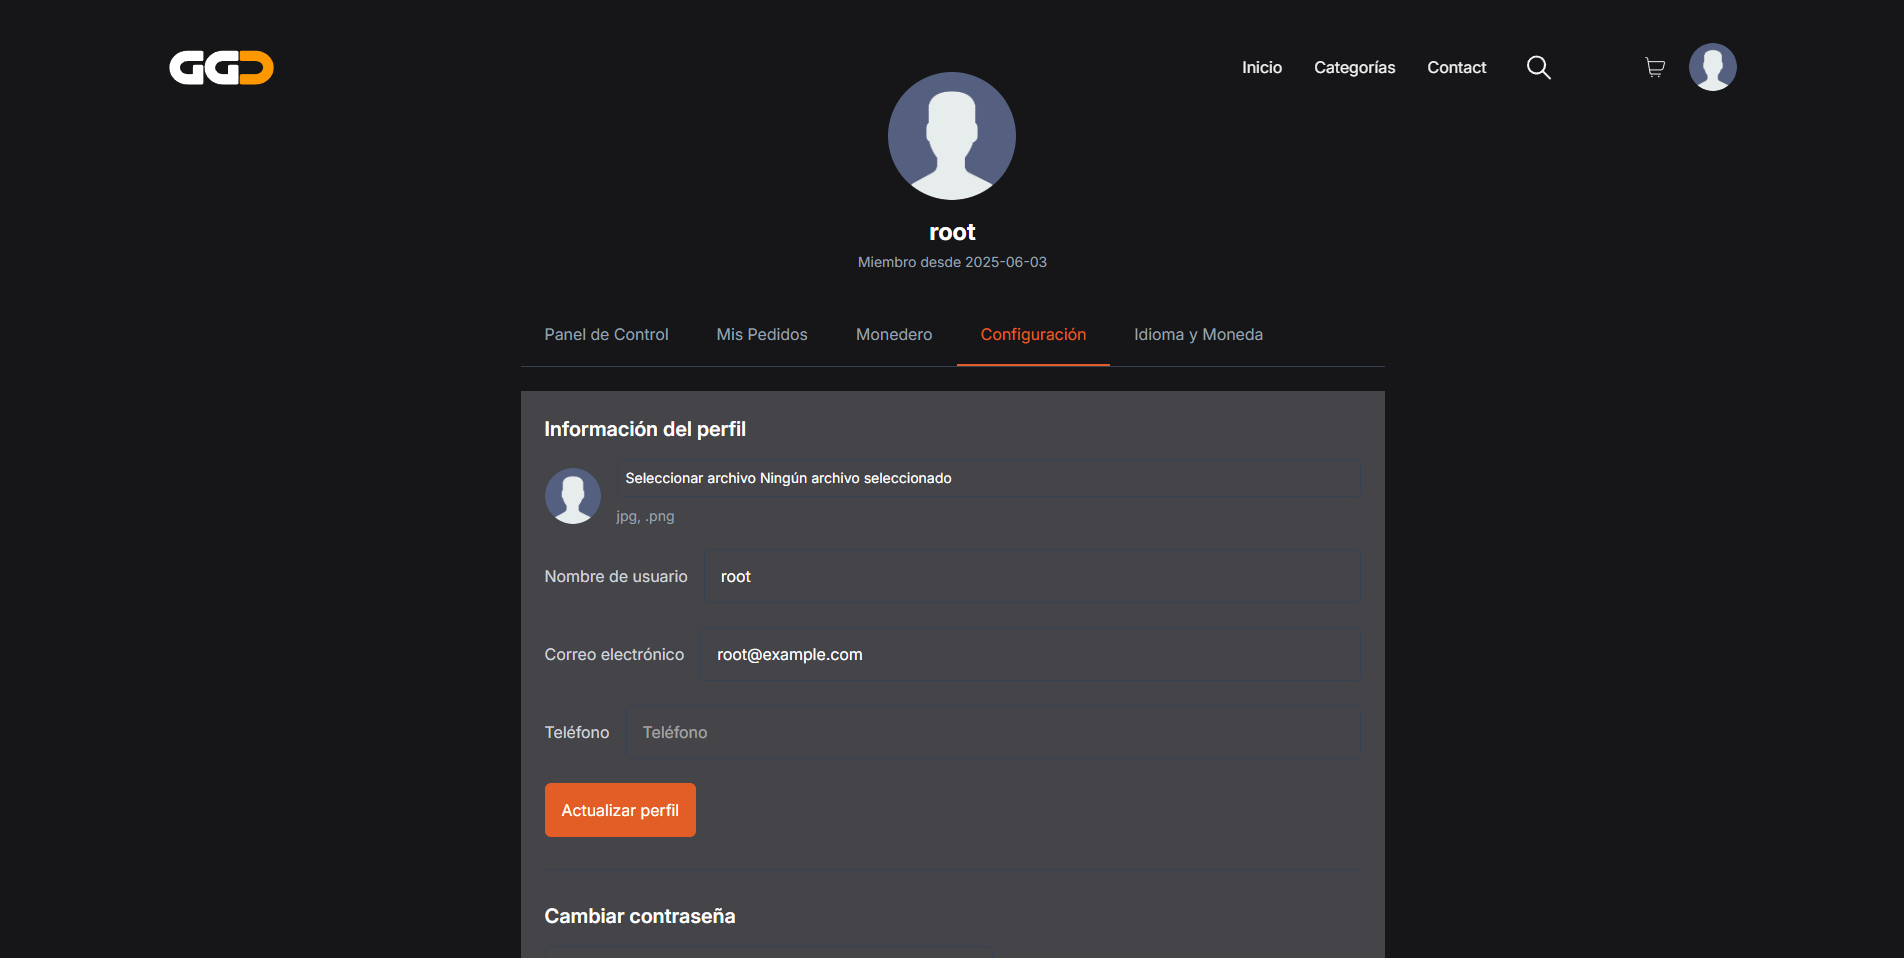 GGD
Inicio Categorías Contact
root
Miembro desde 2025-06-03
Panel de Control Mis Pedidos Monedero Configuración Idioma y Moneda
Información del perfil
Seleccionar archivo Ningún archivo seleccionado
jpg, .png
Nombre de usuario root
Correo electrónico root@example.com
Teléfono Teléfono
Actualizar perfil
Cambiar contraseña